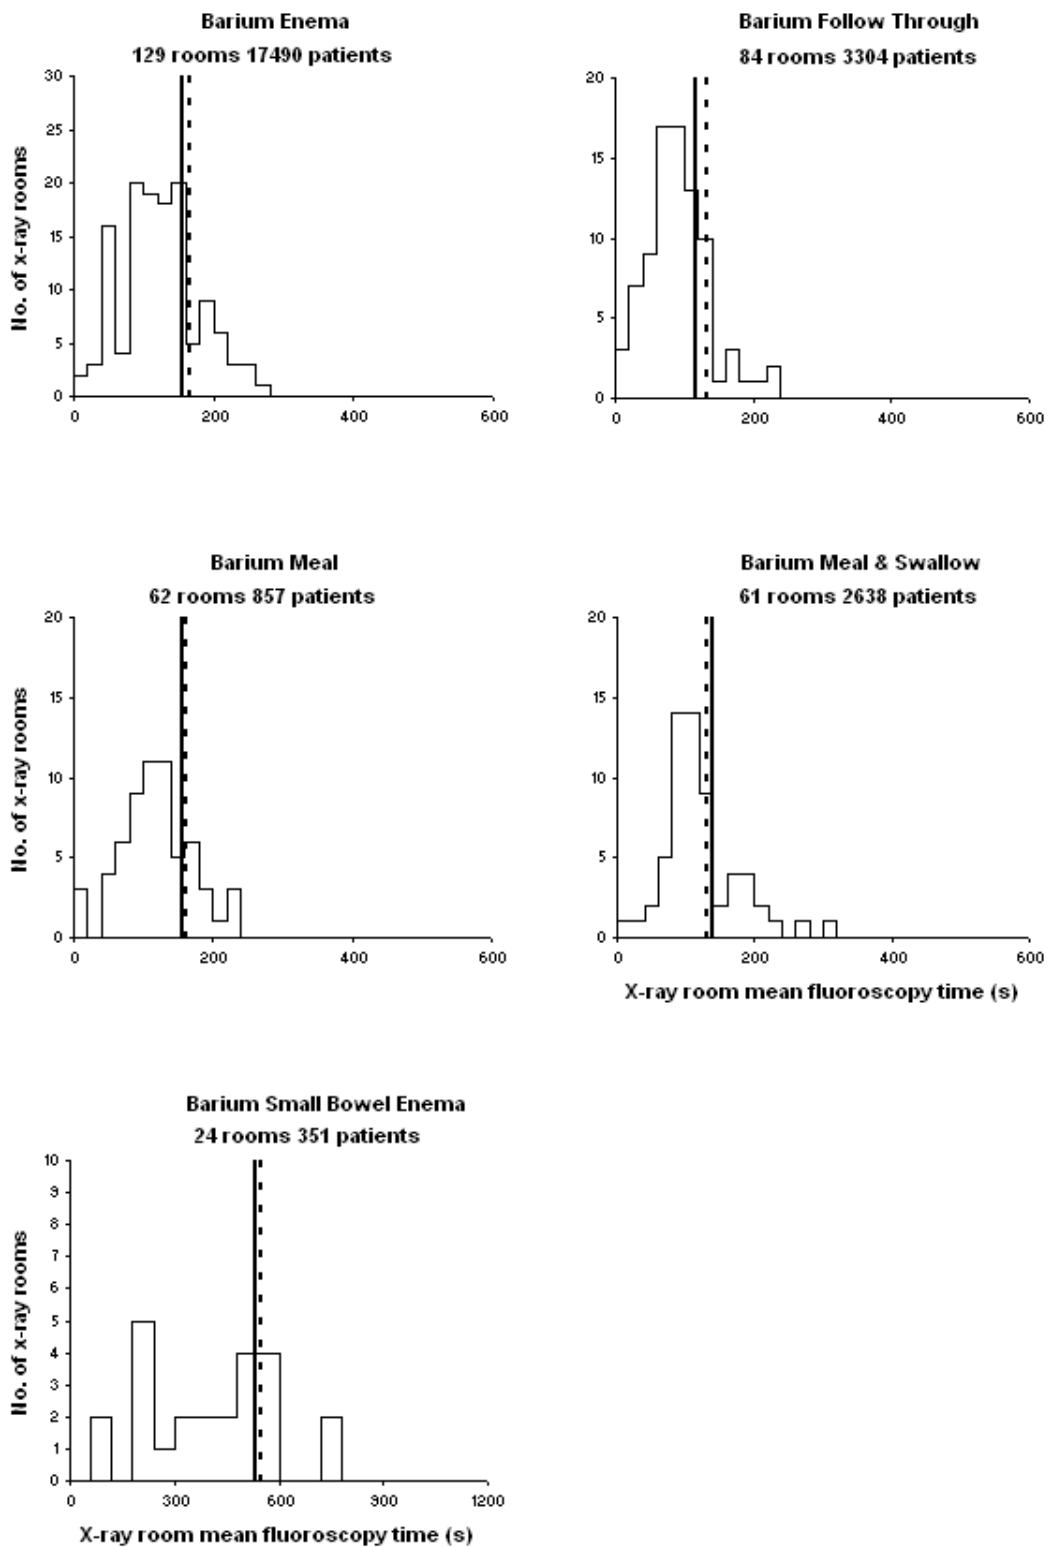 Barium Enema
129 rooms 17490 patients
No. of x-ray rooms
30
25
20
15
10
5
0
0 200 400 600
Barium Follow Through
84 rooms 3304 patients
20
15
10
5
0
0 200 400 600
Barium Meal
62 rooms 857 patients
No. of x-ray rooms
20
15
10
5
0
0 200 400 600
Barium Meal & Swallow
61 rooms 2638 patients
20
15
10
5
0
0 200 400 600
X-ray room mean fluoroscopy time (s)
Barium Small Bowel Enema
24 rooms 351 patients
No. of x-ray rooms
10
9
8
7
6
5
4
3
2
1
0
0 300 600 900 1200
X-ray room mean fluoroscopy time (s)